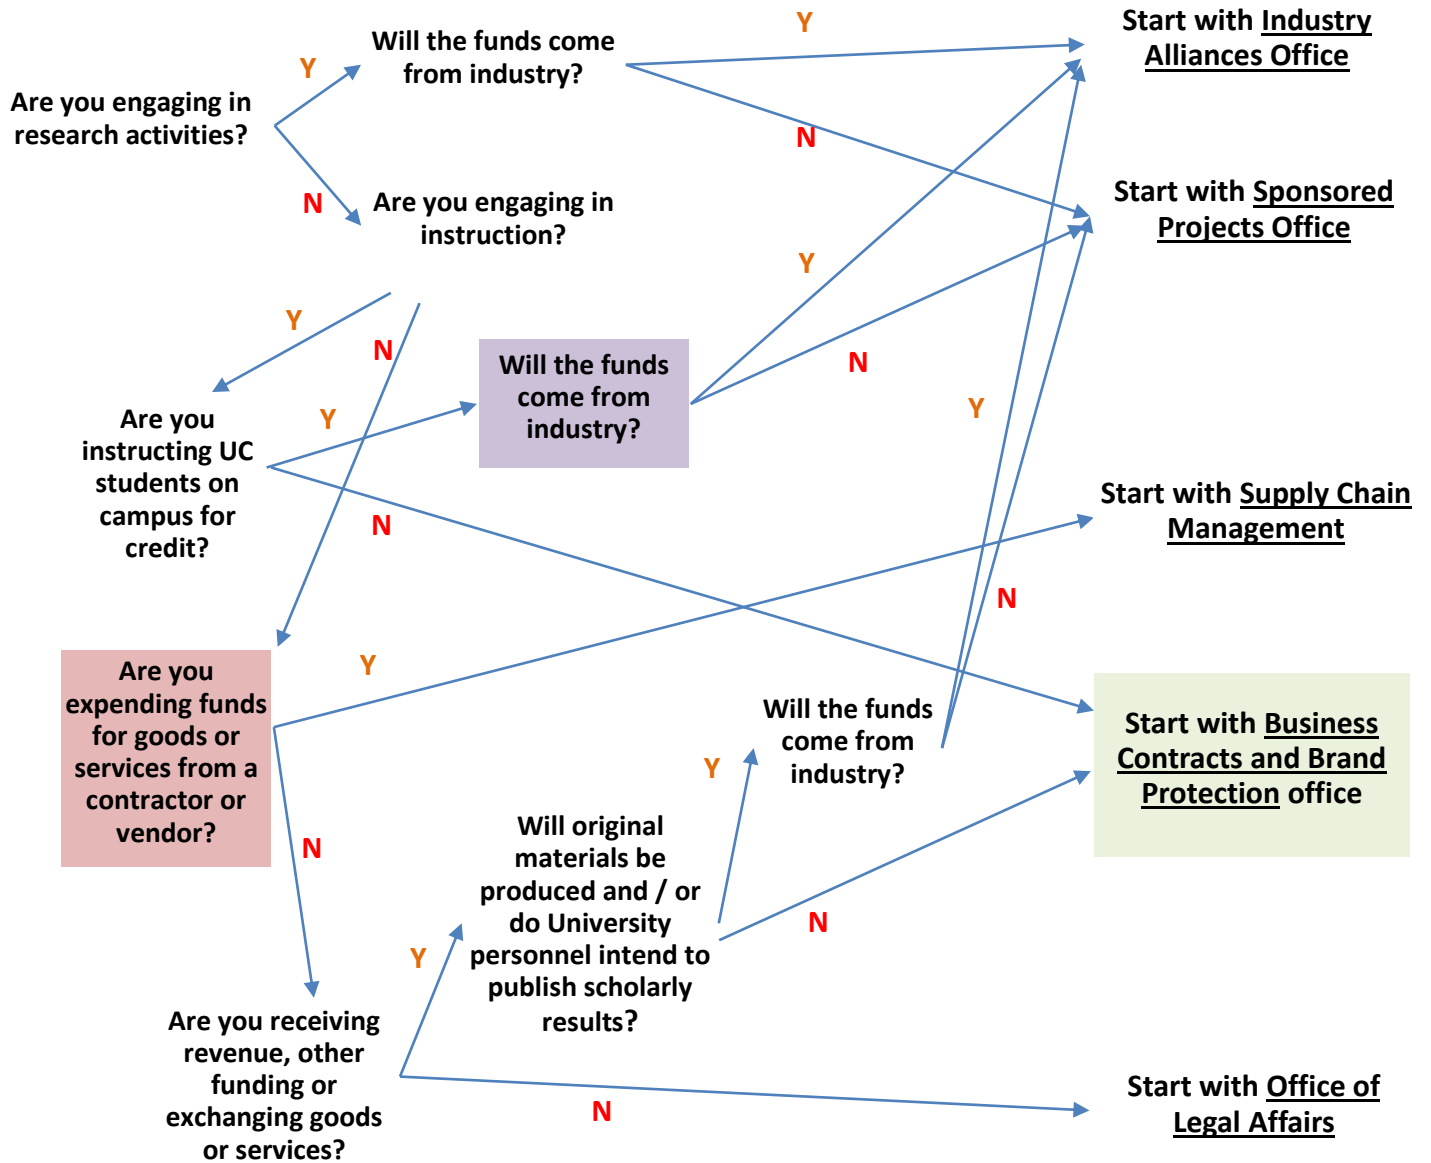 Are you engaging in
research activities?
Y
N
Will the funds come
from industry?
Y
N
Start with Industry
Alliances Office
Are you engaging in
instruction?
Y
N
Start with Sponsored
Projects Office
Are you
instructing UC
students on
campus for
credit?
Y
N
Will the funds
come from
industry?
Y
N
Start with Supply Chain
Management
Are you
expending funds
for goods or
services from a
contractor or
vendor?
Y
N
Will the funds
come from
industry?
Y
N
Start with Business
Contracts and Brand
Protection office
Will original
materials be
produced and / or
do University
personnel intend to
publish scholarly
results?
Y
N
Are you receiving
revenue, other
funding or
exchanging goods
or services?
Y
N
Start with Office of
Legal Affairs